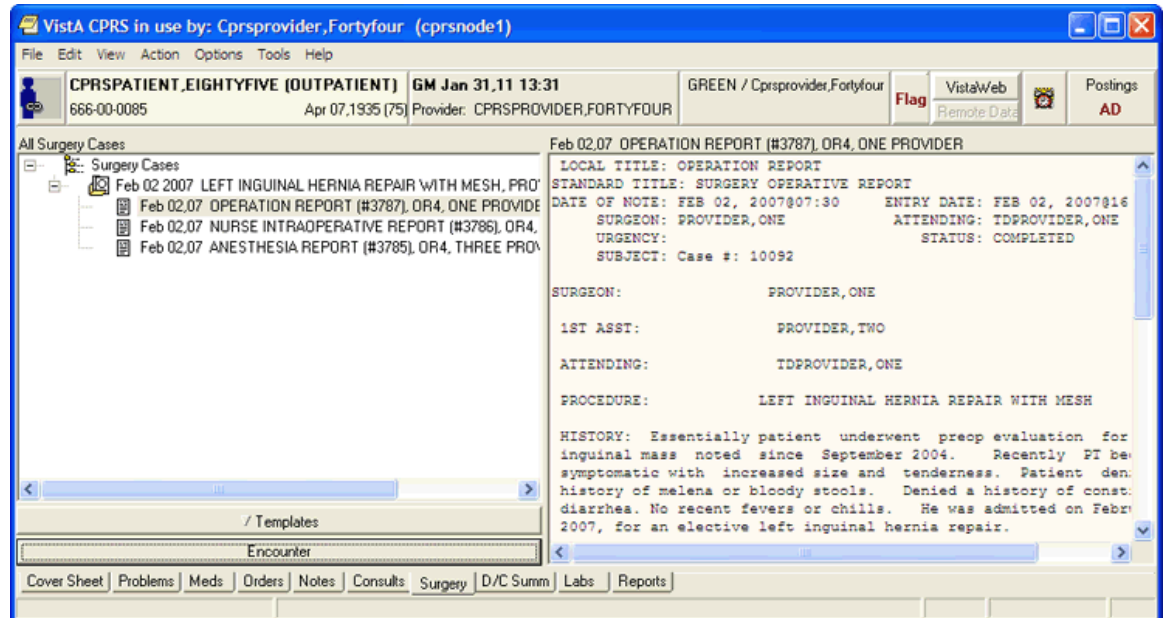 VistA CPRS in use by: Cprsprovider,Fortyfour (cprsnode1)
File Edit View Action Options Tools Help
CPRSPATIENT,EIGHTYFIVE (OUTPATIENT)
666-00-0085 Apr 07,1935 (75)
GM Jan 31,11 13:31
Provider: CPRSPROVIDER,FORTYFOUR
GREEN / Cprsprovider,Fortyfour
Flag
VistaWeb
Remote Data
Postings
AD
All Surgery Cases
Surgery Cases
Feb 02 2007 LEFT INGUINAL HERNIA REPAIR WITH MESH, PRO
Feb 02,07 OPERATION REPORT (#3787), OR4, ONE PROVIDE
Feb 02,07 NURSE INTRAOPERATIVE REPORT (#3786), OR4,
Feb 02,07 ANESTHESIA REPORT (#3785), OR4, THREE PRO
/ Templates
Encounter
Feb 02,07 OPERATION REPORT (#3787), OR4, ONE PROVIDER
LOCAL TITLE: OPERATION REPORT
STANDARD TITLE: SURGERY OPERATIVE REPORT
DATE OF NOTE: FEB 02, 2007@07:30 ENTRY DATE: FEB 02, 2007@16
SURGEON: PROVIDER,ONE ATTENDING: TDPROVIDER,ONE
URGENCY: STATUS: COMPLETED
SUBJECT: Case #: 10092
SURGEON: PROVIDER,ONE
1ST ASST: PROVIDER,TWO
ATTENDING: TDPROVIDER,ONE
PROCEDURE: LEFT INGUINAL HERNIA REPAIR WITH MESH
HISTORY: Essentially patient underwent preop evaluation for
inguinal mass noted since September 2004. Recently PT be
symptomatic with increased size and tenderness. Patient den
history of melena or bloody stools. Denied a history of const
diarrhea. No recent fevers or chills. He was admitted on Febr
2007, for an elective left inguinal hernia repair.
Cover Sheet Problems Meds Orders Notes Consults Surgery D/C Summ Labs Reports